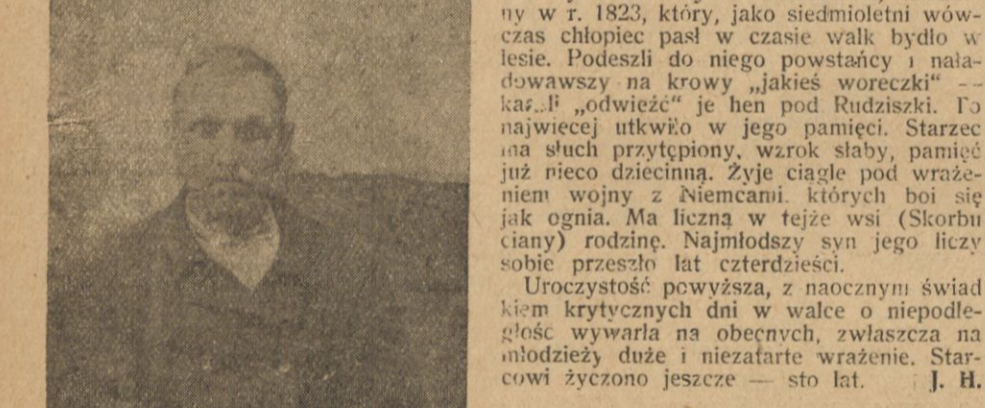 ny w r. 1823, który, jako siedmioletni wów-
czas chłopiec pasł w czasie walk bydło w
lesie. Podeszli do niego powstańcy i nała-
dowawszy na krowy „jakieś woreczki“ —
„odwieźć“ je hen pod Rudziszki. To
najwięcej utkwiło w jego pamięci. Starzec
ma słuch przytępiony, wzrok słaby, pamięć
już nieco dziecinną. Żyje ciągle pod wraże-
niem wojny z Niemcami. których boi się
jak ognia. Ma liczną w tejże wsi (Skorbu
ciany) rodzinę. Najmłodszy syn jego liczy
sobie przeszło lat czterdzieści.
Uroczystość powyższa, z naocznym świad
kiem krytycznych dni w walce o niepodle-
głośc wywarła na obecnych, zwłaszcza na
młodzieży duże i niezatarte wrażenie. Star-
cowi życzono jeszcze — sto lat. J. H.